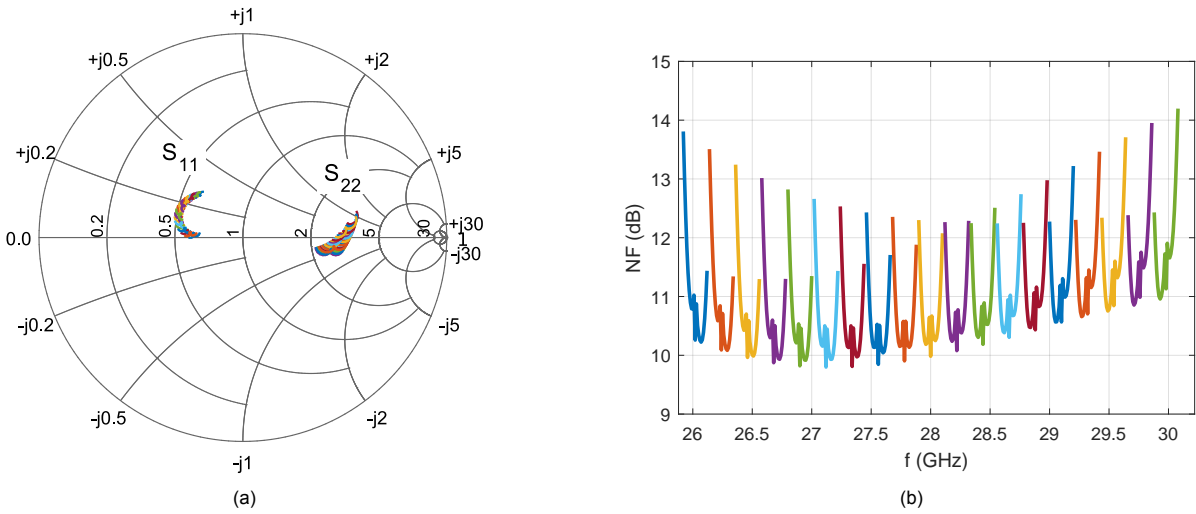 +j1
+j0.5
+j2
+j0.2
+j5
S11
S22
0.0
0.2
0.5
1
2
5
30
+j30
1
-j30
-j0.2
-j5
-j0.5
-j2
-j1
(a)
15
14
13
12
11
10
9
NF (dB)
26 26.5 27 27.5 28 28.5 29 29.5 30
f (GHz)
(b)